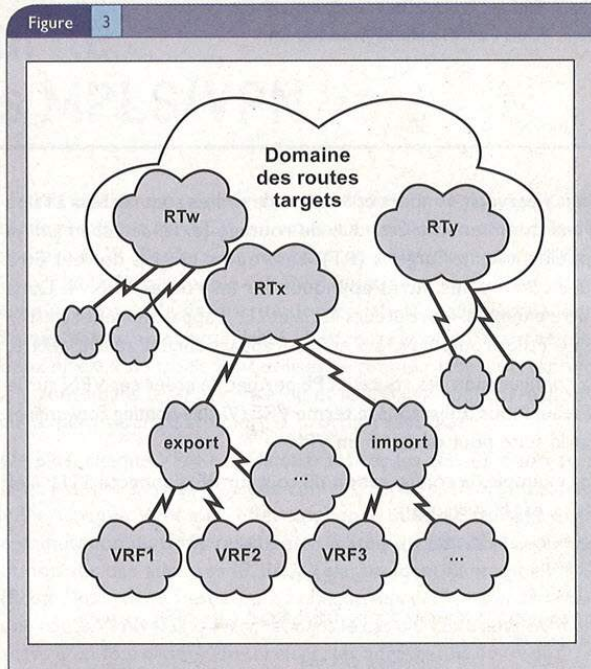 Figure 3
Domaine
des routes
targets
RTw
RTy
RTx
export
import
...
VRF1
VRF2
VRF3
...